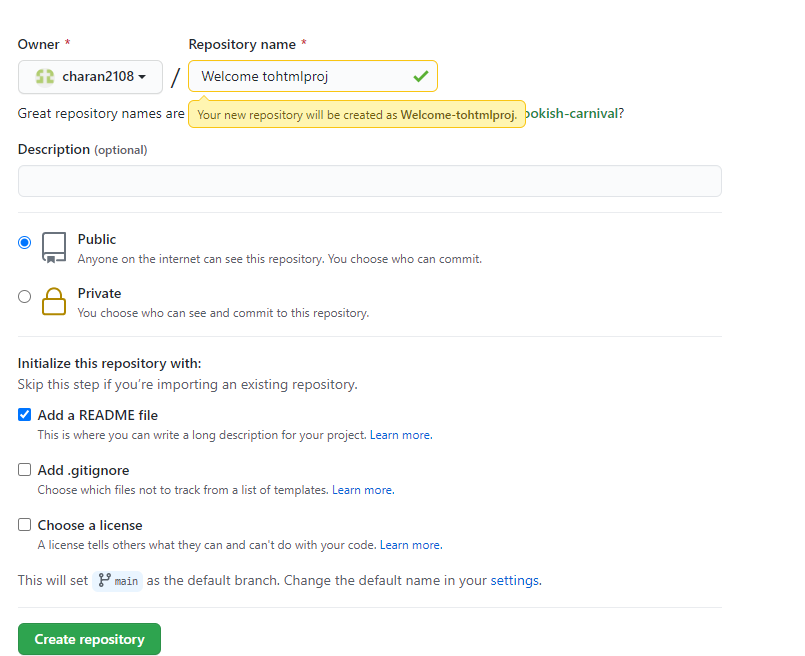 Owner *
Repository name *
charan2108 / Welcome tohtmlproj
Great repository names are
Your new repository will be created as Welcome-tohtmlproj.
ookish-carnival?
Description (optional)
Public
Anyone on the internet can see this repository. You choose who can commit.
Private
You choose who can see and commit to this repository.
Initialize this repository with:
Skip this step if you're importing an existing repository.
Add a README file
This is where you can write a long description for your project. Learn more.
Add .gitignore
Choose which files not to track from a list of templates. Learn more.
Choose a license
A license tells others what they can and can't do with your code. Learn more.
This will set main as the default branch. Change the default name in your settings.
Create repository